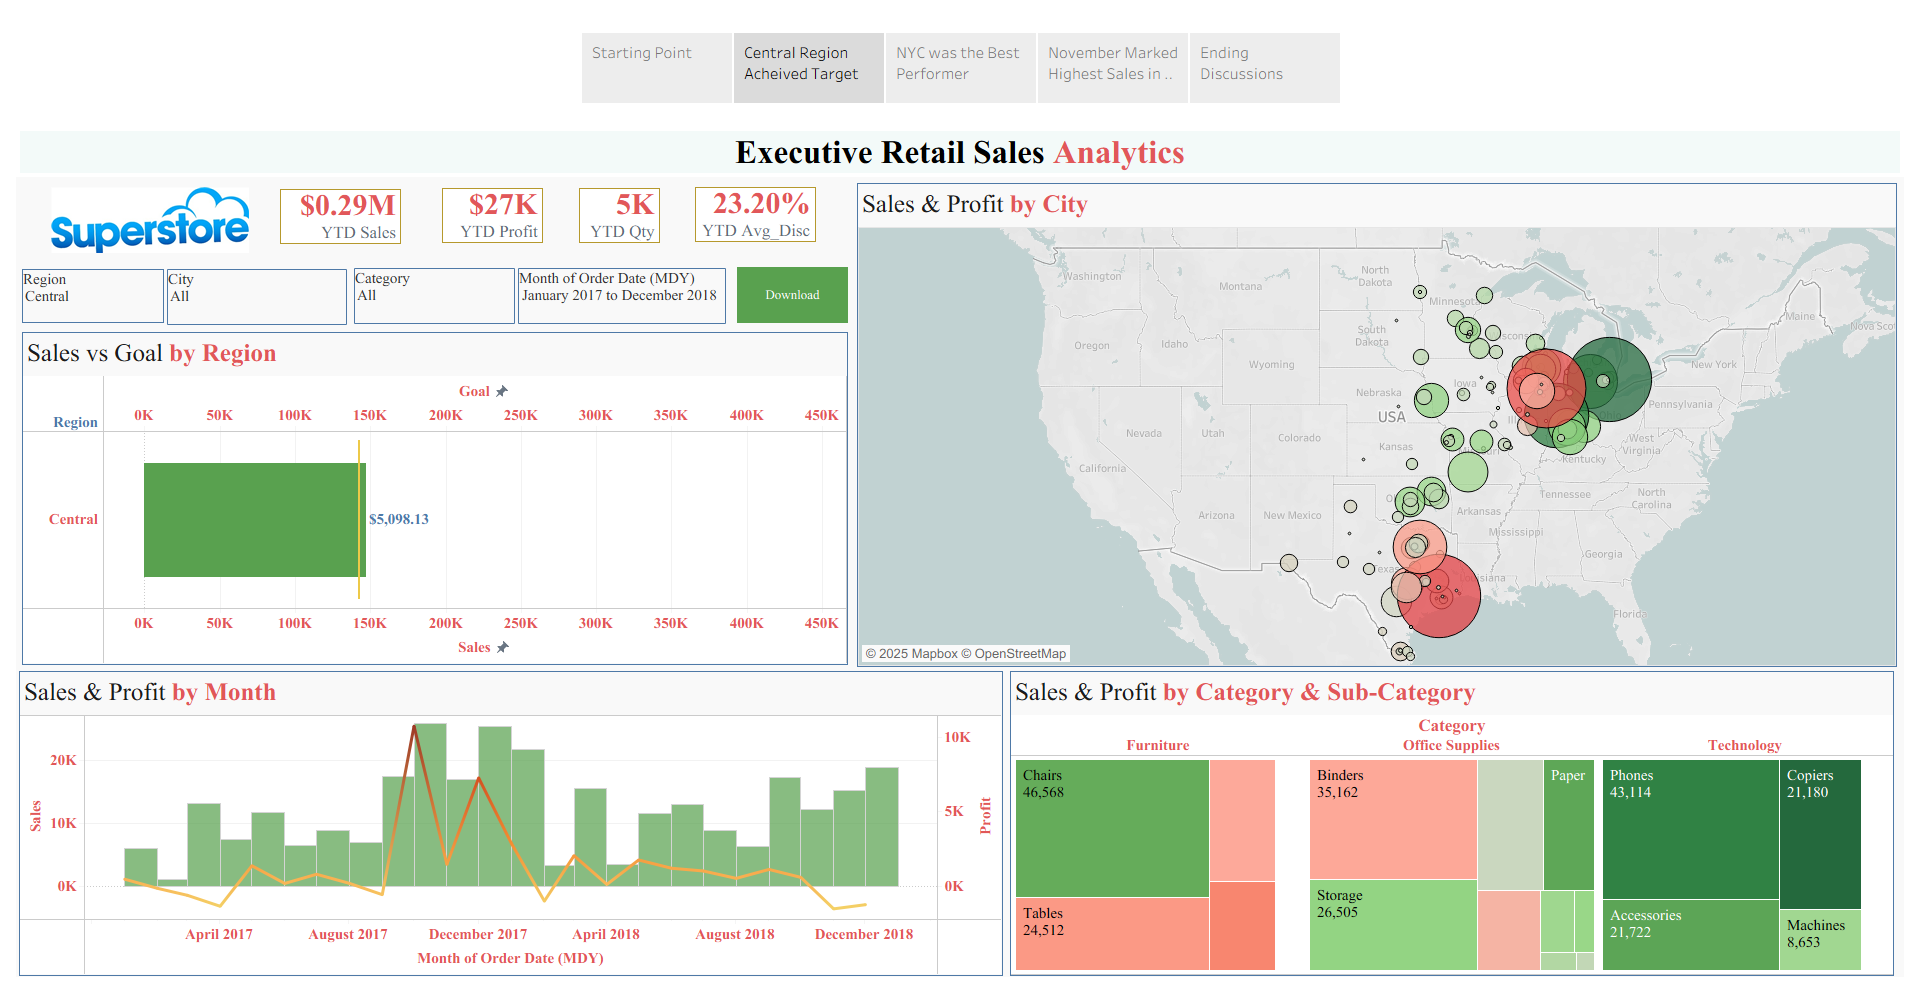 Starting Point
Central Region
Acheived Target
NYC was the Best
Performer
November Marked
Highest Sales in ..
Ending
Discussions
Executive Retail Sales Analytics
Superstore
$0.29M
YTD Sales
$27K
YTD Profit
5K
YTD Qty
23.20%
YTD Avg_Disc
Region
Central
City
All
Category
All
Month of Order Date (MDY)
January 2017 to December 2018
Download
Sales vs Goal by Region
Goal
Region
0K 50K 100K 150K 200K 250K 300K 350K 400K 450K
Central
$5,098.13
0K 50K 100K 150K 200K 250K 300K 350K 400K 450K
Sales
Sales & Profit by City
Washington
Montana
North
Dakota
Minnesota
Maine
Nova Sco
Oregon
Idaho
South
Dakota
Wyoming
New York
Iowa
Nebraska
Pennsylvania
USA
Nevada
Utah
Colorado
Kansas
West
Virginia
Kentucky
California
Tennessee
North
Carolina
Arizona
New Mexico
Arkansas
Mississippi
Georgia
Florida
© 2025 Mapbox © OpenStreetMap
Sales & Profit by Month
Sales
20K
10K
0K
10K
5K
0K
Profit
April 2017 August 2017 December 2017 April 2018 August 2018 December 2018
Month of Order Date (MDY)
Sales & Profit by Category & Sub-Category
Category
Furniture Office Supplies Technology
Chairs
46,568
Tables
24,512
Binders
35,162
Storage
26,505
Paper
Phones
43,114
Accessories
21,722
Copiers
21,180
Machines
8,653